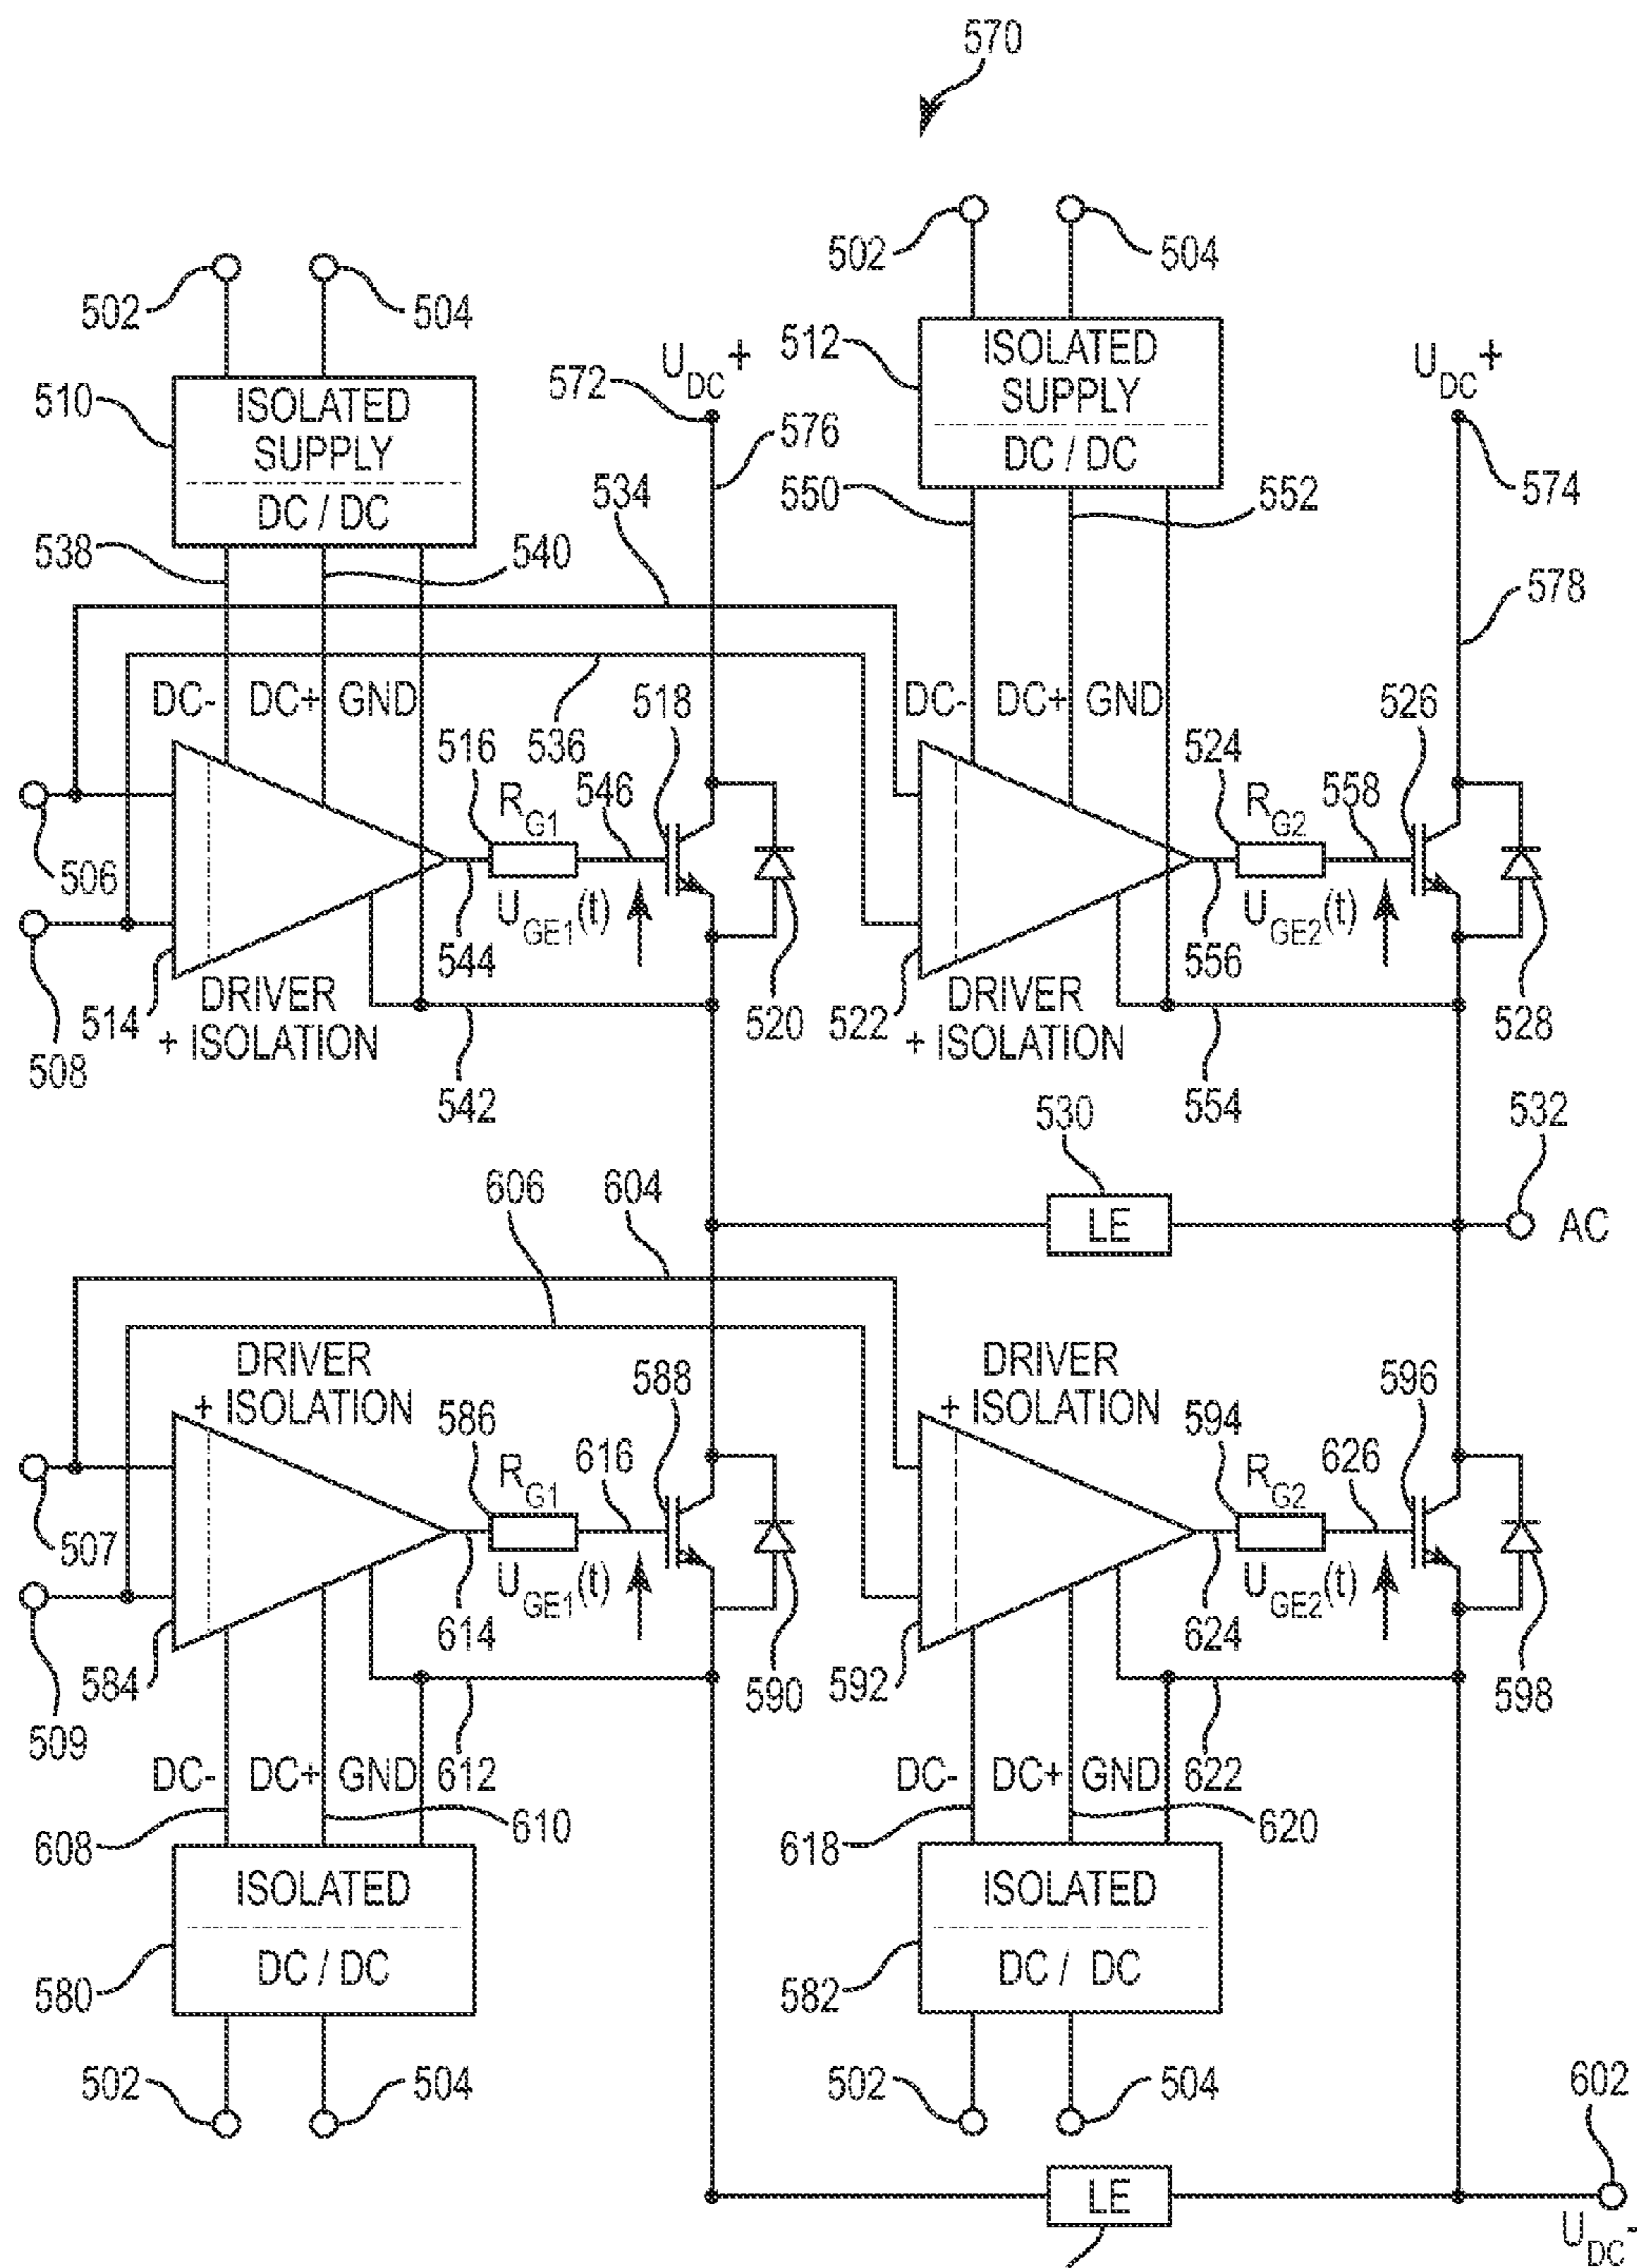 570
502
504
502
504
510
ISOLATED
SUPPLY
DC / DC
572
U_DC +
576
512
ISOLATED
SUPPLY
DC / DC
U_DC +
574
538
540
534
550
552
578
DC-
DC+
GND
516
536
518
DC-
DC+
GND
524
526
506
R_G1
546
R_G2
558
U_GE1(t)
544
U_GE2(t)
556
508
514
DRIVER
+ ISOLATION
520
522
DRIVER
+ ISOLATION
528
542
530
554
532
606
604
LE
AC
DRIVER
+ ISOLATION
586
588
DRIVER
+ ISOLATION
594
596
507
R_G1
616
R_G2
626
U_GE1(t)
614
U_GE2(t)
624
509
584
590
592
598
DC-
DC+
GND
612
DC-
DC+
GND
622
608
610
618
620
ISOLATED
DC / DC
580
ISOLATED
DC / DC
582
502
504
502
504
602
LE
U_DC -